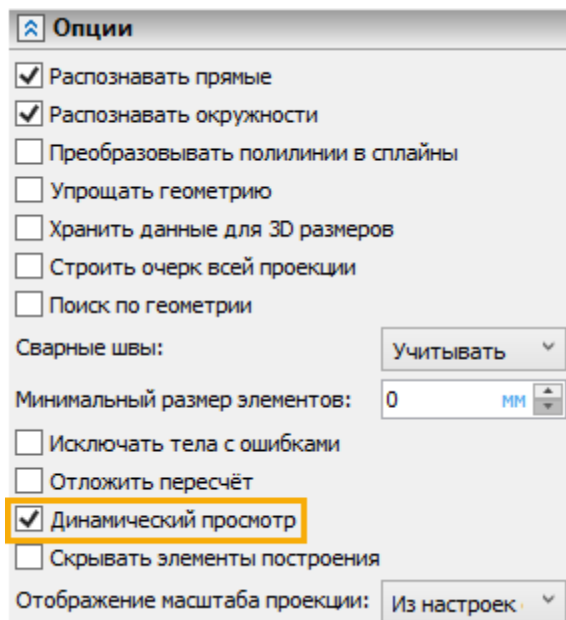 Опции
Распознавать прямые
Распознавать окружности
Преобразовывать полилинии в сплайны
Упрощать геометрию
Хранить данные для 3D размеров
Строить очерк всей проекции
Поиск по геометрии
Сварные швы: Учитывать
Минимальный размер элементов: 0 мм
Исключать тела с ошибками
Отложить пересчёт
Динамический просмотр
Скрывать элементы построения
Отображение масштаба проекции: Из настроек